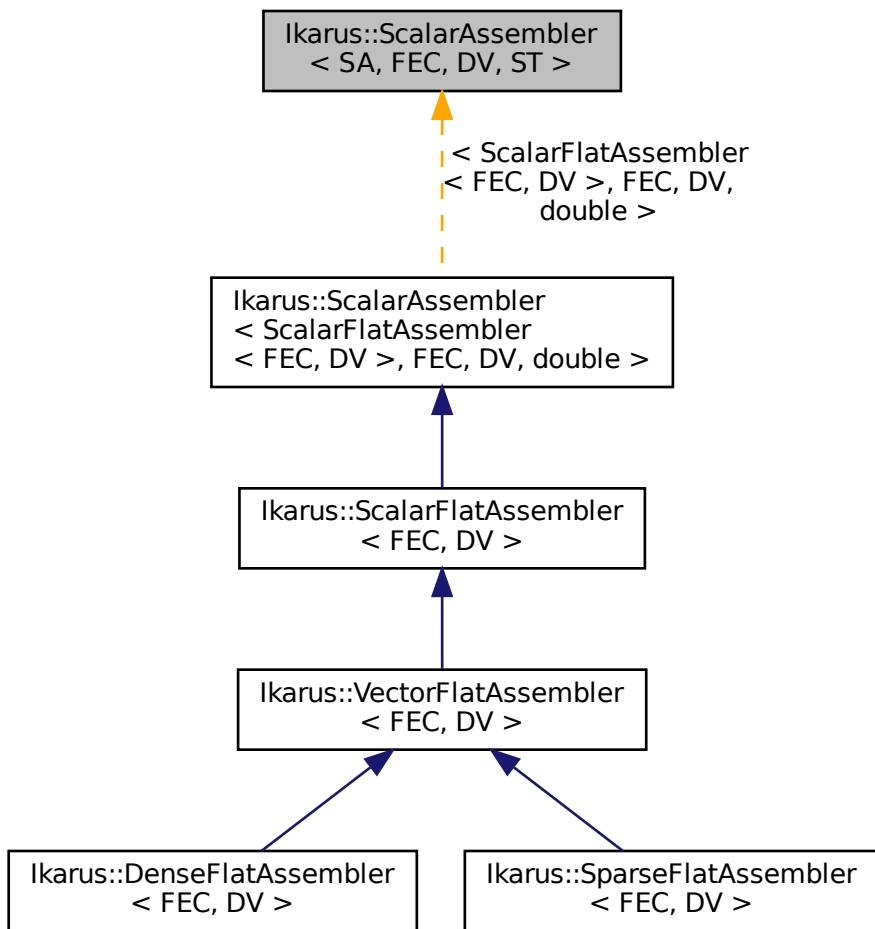 Ikarus::ScalarAssembler
< SA, FEC, DV, ST >
< ScalarFlatAssembler
< FEC, DV >, FEC, DV,
double >
Ikarus::ScalarAssembler
< ScalarFlatAssembler
< FEC, DV >, FEC, DV, double >
Ikarus::ScalarFlatAssembler
< FEC, DV >
Ikarus::VectorFlatAssembler
< FEC, DV >
Ikarus::DenseFlatAssembler
< FEC, DV >
Ikarus::SparseFlatAssembler
< FEC, DV >